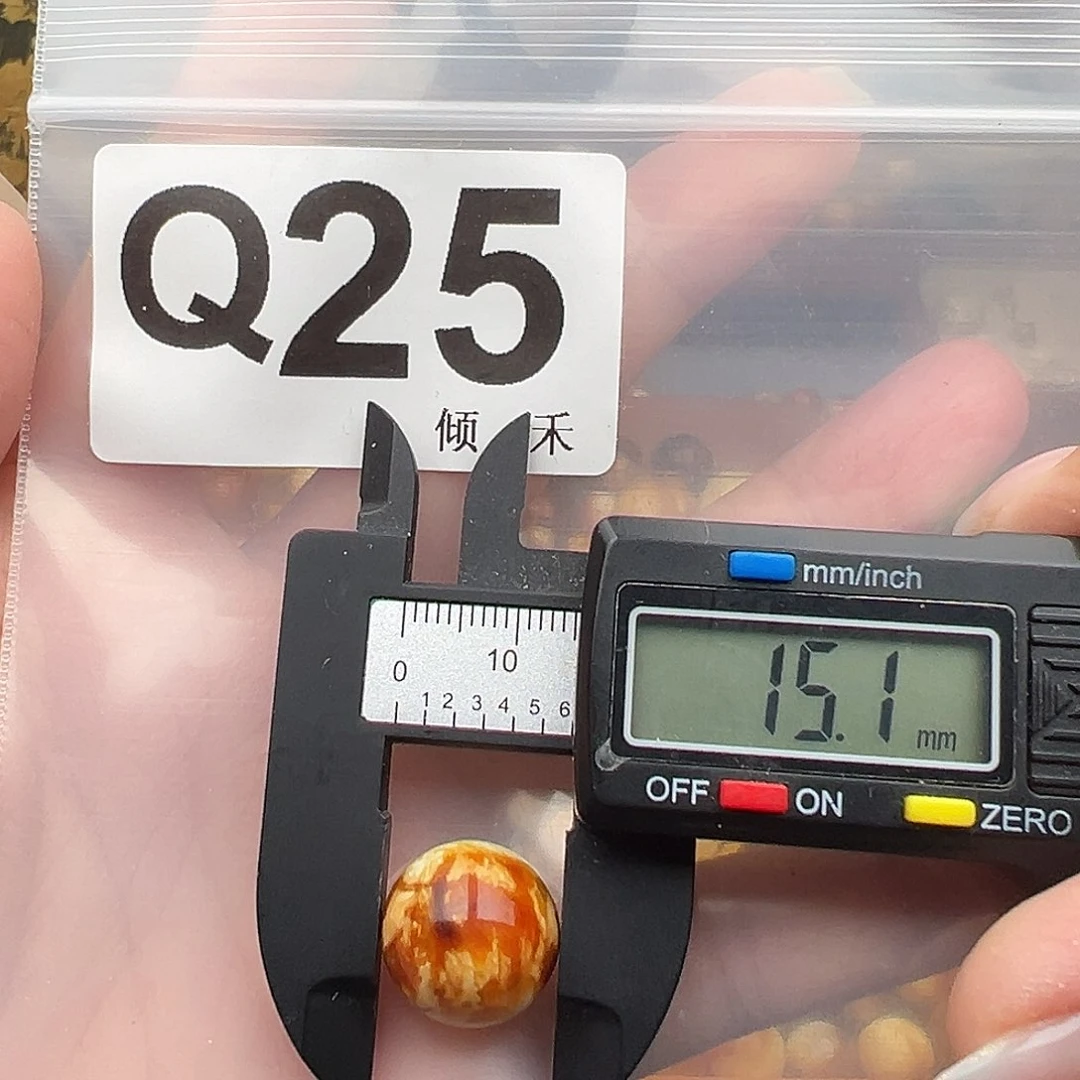 Q25
倾 禾
mm/inch
0 10
1 2 3 4 5 6
15.1 mm
OFF ON ZERO